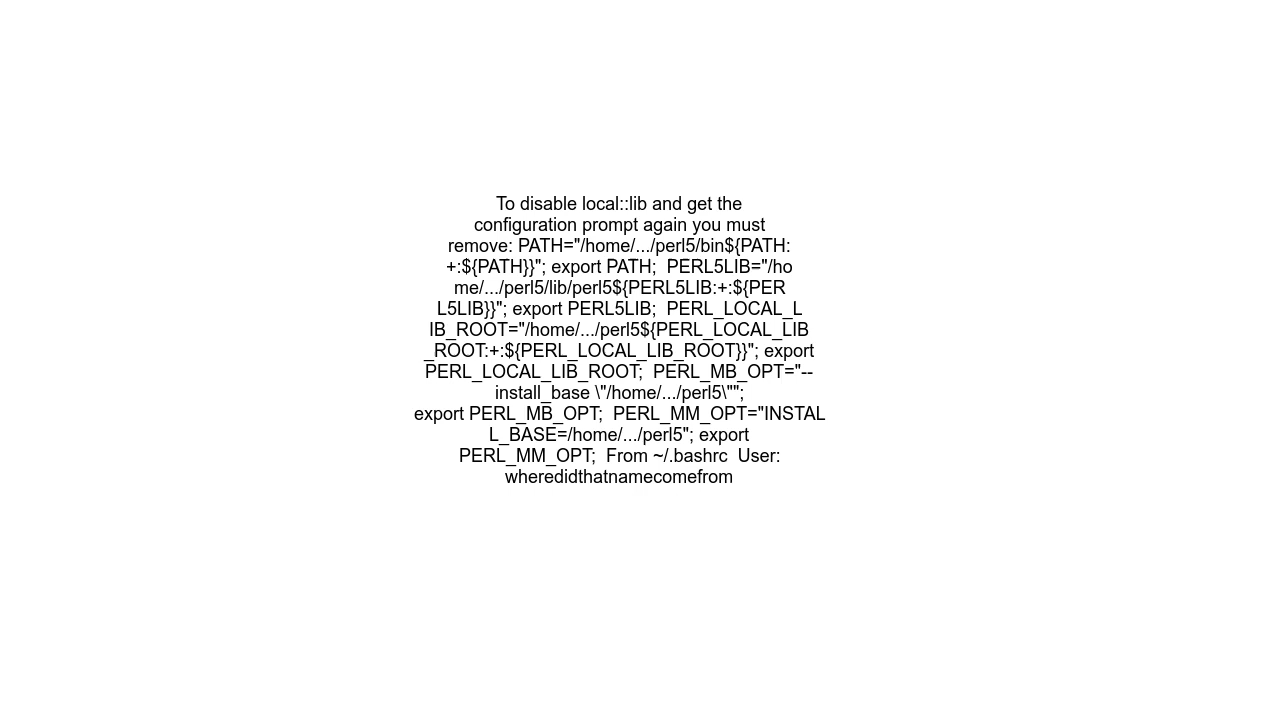 To disable local::lib and get the
configuration prompt again you must
remove: PATH="/home/.../perl5/bin${PATH:
+:${PATH}}"; export PATH;  PERL5LIB="/ho
me/.../perl5/lib/perl5${PERL5LIB:+:${PER
L5LIB}}"; export PERL5LIB;  PERL_LOCAL_L
IB_ROOT="/home/.../perl5${PERL_LOCAL_LIB
_ROOT:+:${PERL_LOCAL_LIB_ROOT}}"; export
PERL_LOCAL_LIB_ROOT;  PERL_MB_OPT="--
install_base \"/home/.../perl5\"";
export PERL_MB_OPT;  PERL_MM_OPT="INSTAL
L_BASE=/home/.../perl5"; export
PERL_MM_OPT;  From ~/.bashrc  User:
wheredidthatnamecomefrom